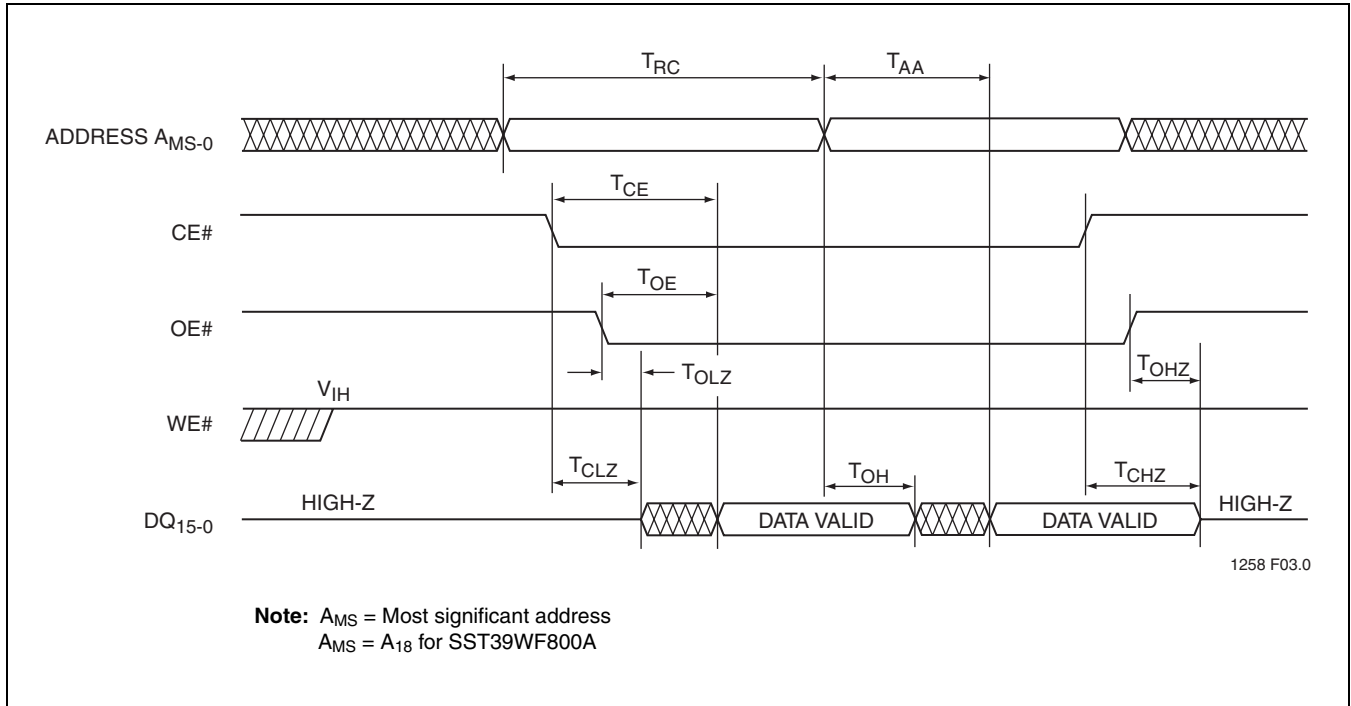 TRC TAA
ADDRESS AMS-0
TCE
CE#
TOE
OE#
TOLZ TOHZ
VIH
WE#
TCLZ TOH TCHZ
HIGH-Z HIGH-Z
DQ15-0 DATA VALID DATA VALID
1258 F03.0
Note: AMS = Most significant address
AMS = A18 for SST39WF800A